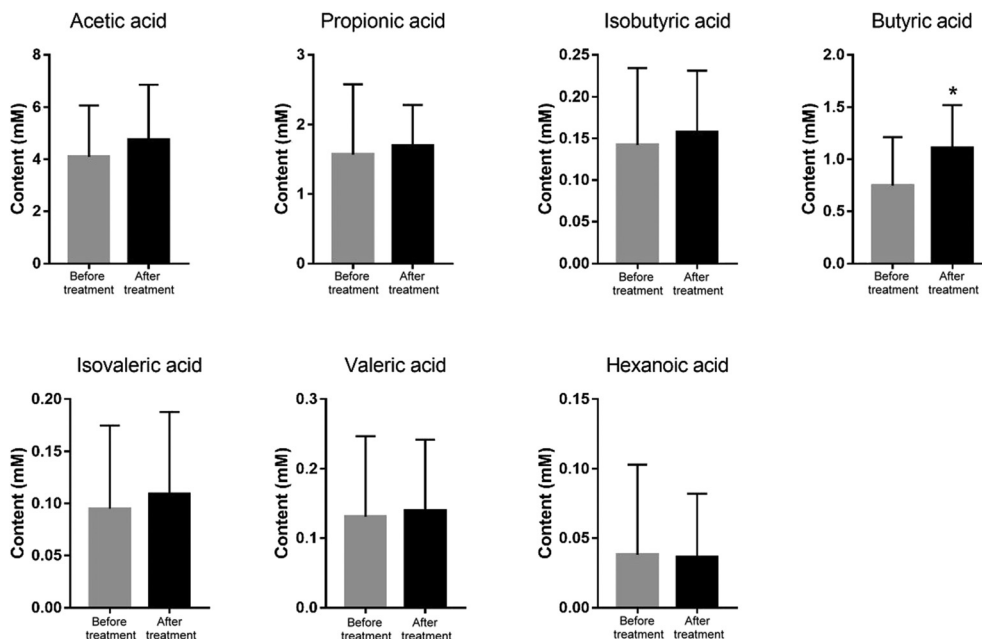 Acetic acid
Content (mM)
8
6
4
2
0
Before treatment
After treatment
Propionic acid
Content (mM)
3
2
1
0
Before treatment
After treatment
Isobutyric acid
Content (mM)
0.25
0.20
0.15
0.10
0.05
0.00
Before treatment
After treatment
Butyric acid
Content (mM)
2.0
1.5
1.0
0.5
0.0
*
Before treatment
After treatment
Isovaleric acid
Content (mM)
0.20
0.15
0.10
0.05
0.00
Before treatment
After treatment
Valeric acid
Content (mM)
0.3
0.2
0.1
0.0
Before treatment
After treatment
Hexanoic acid
Content (mM)
0.15
0.10
0.05
0.00
Before treatment
After treatment